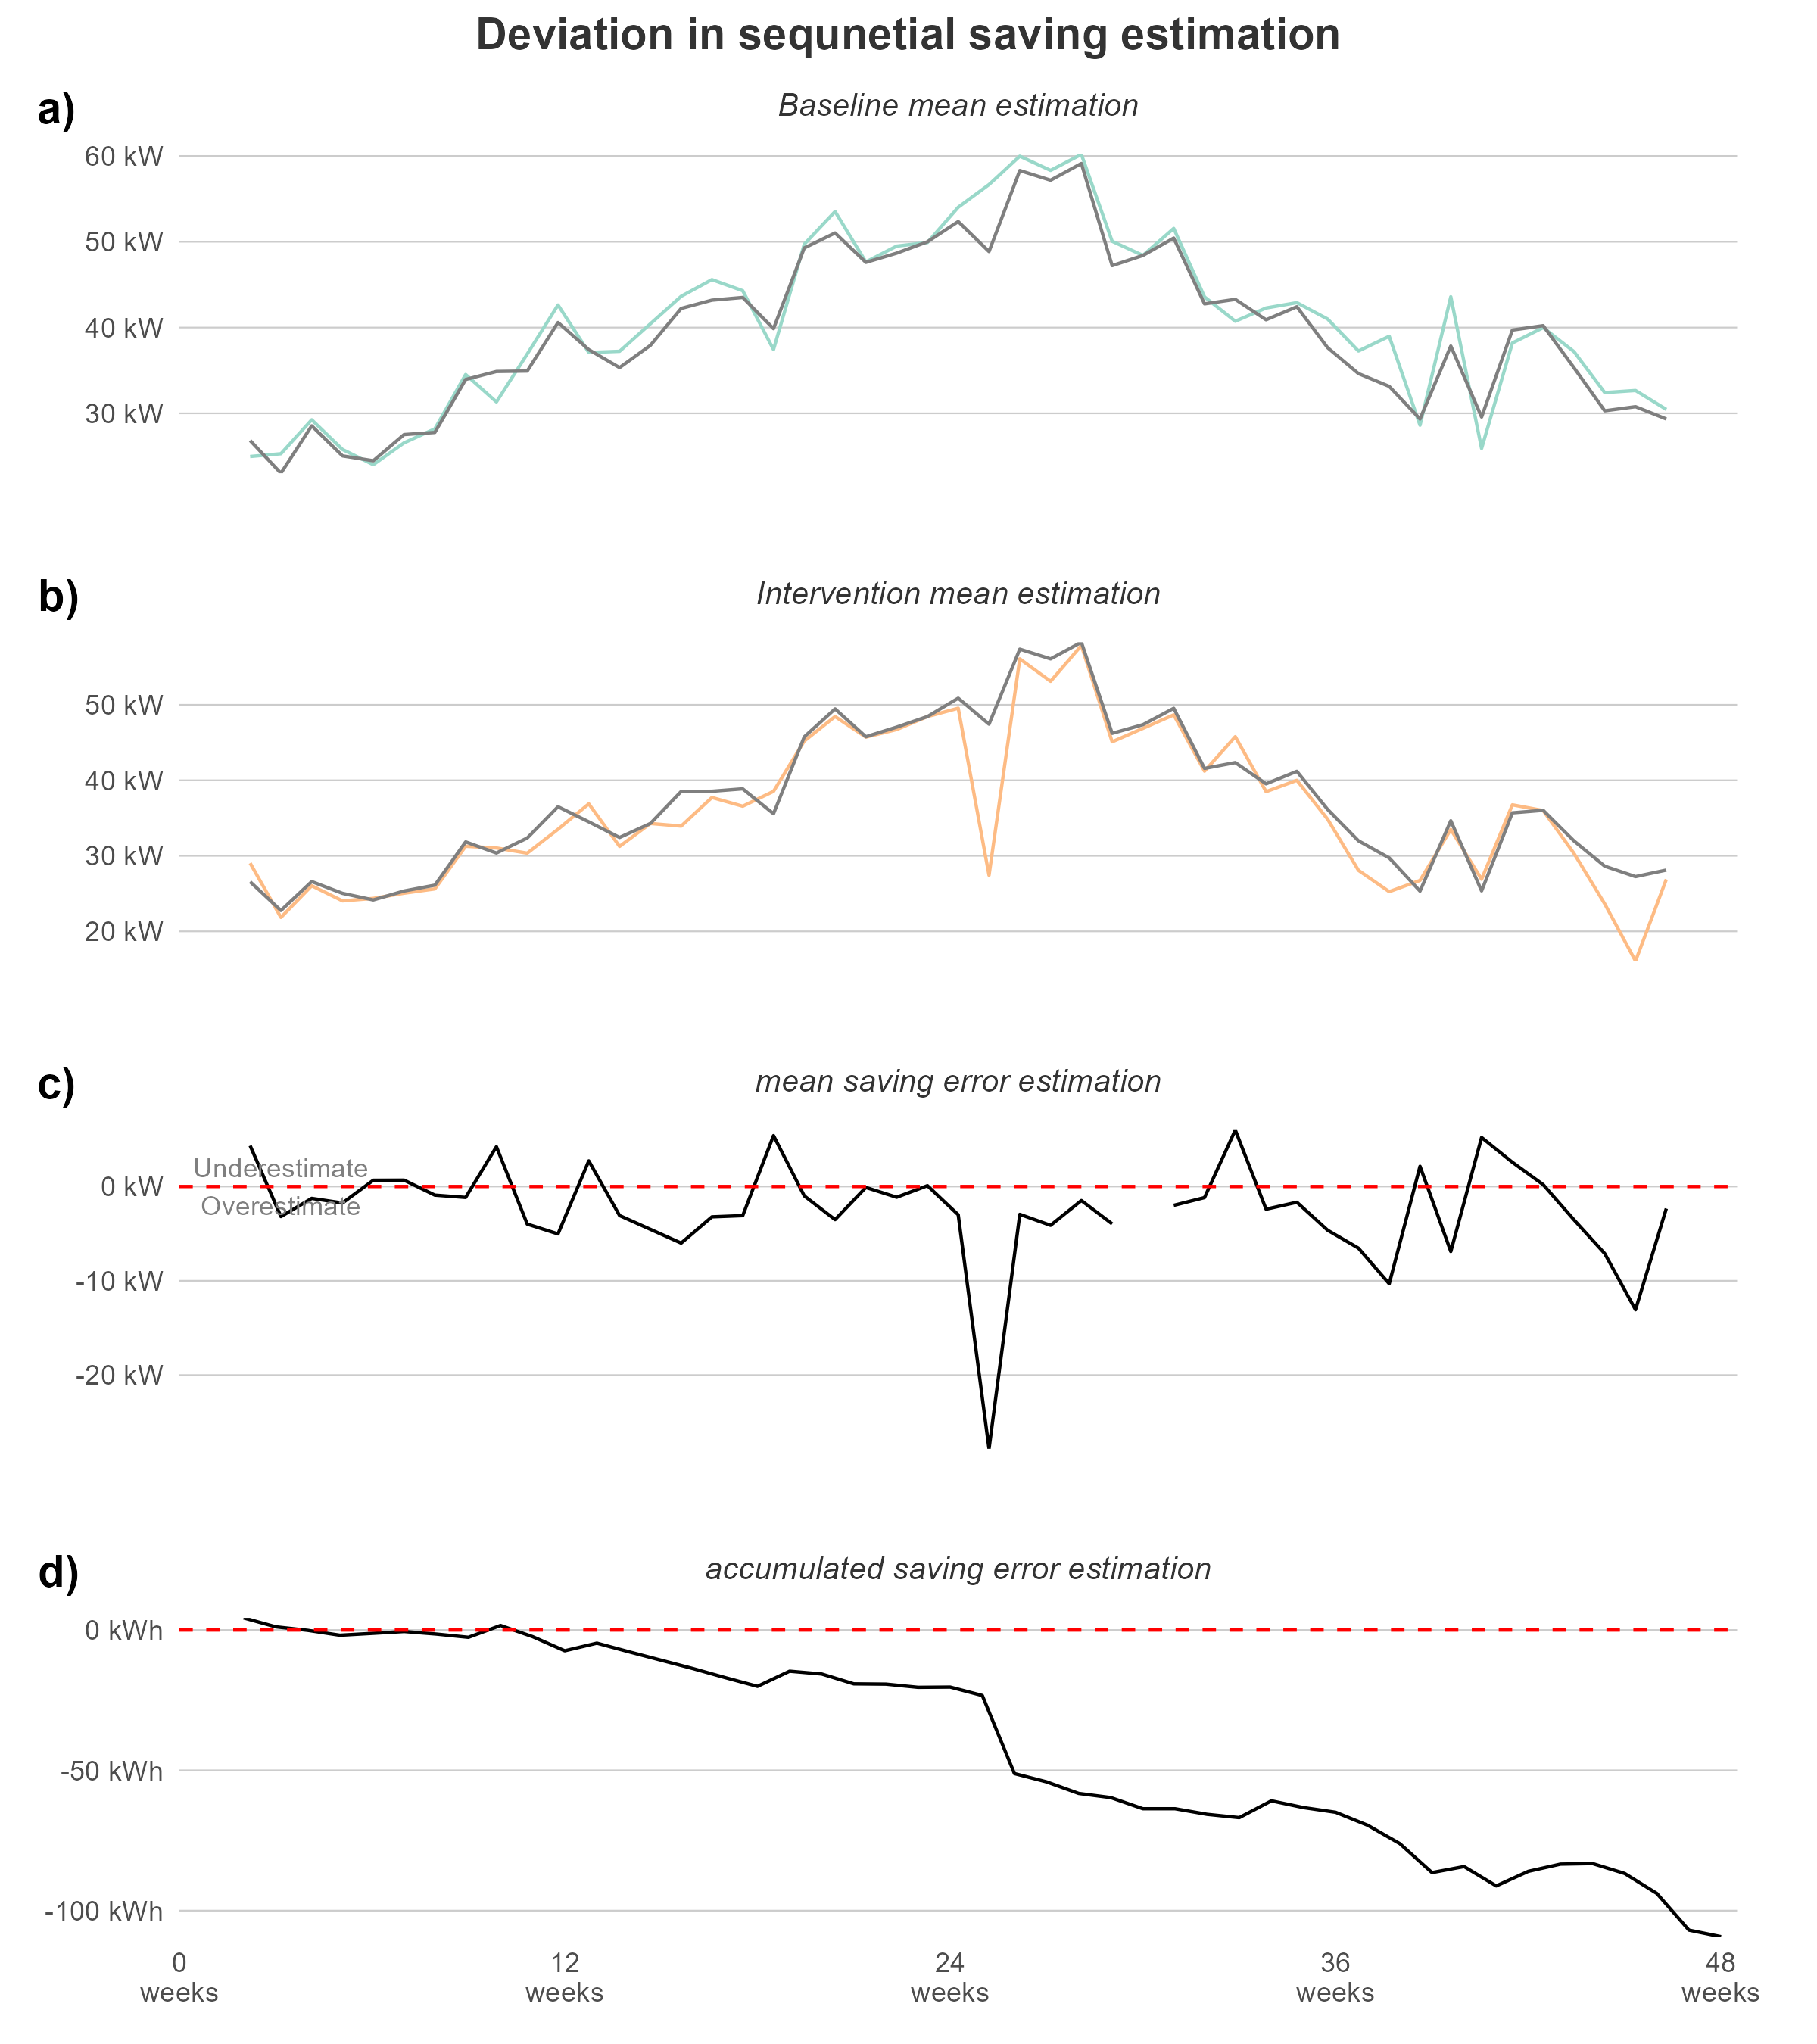 Deviation in sequnetial saving estimation
a)
Baseline mean estimation
60 kW
50 kW
40 kW
30 kW
b)
Intervention mean estimation
50 kW
40 kW
30 kW
20 kW
c)
mean saving error estimation
Underestimate
0 kW
Overestimate
-10 kW
-20 kW
d)
accumulated saving error estimation
0 kWh
-50 kWh
-100 kWh
0 12 24 36 48
weeks weeks weeks weeks weeks